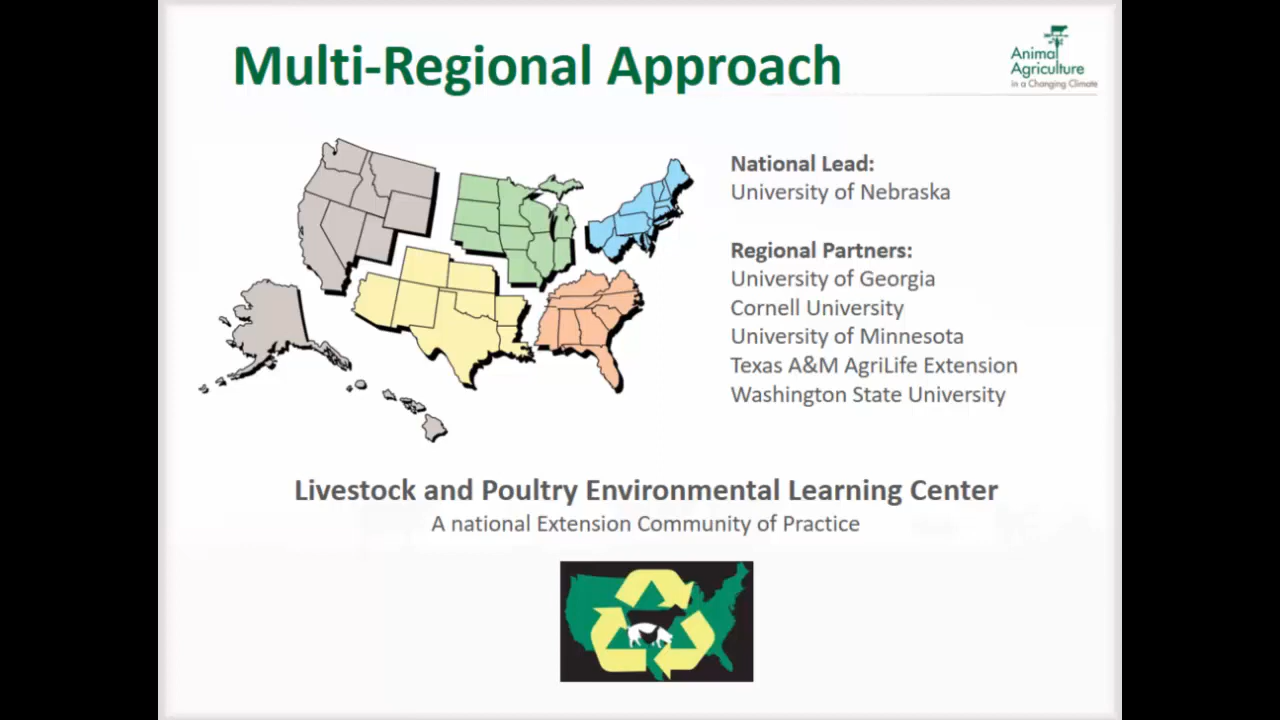 Multi-Regional Approach
Animal
Agriculture
in a Changing Climate
National Lead:
University of Nebraska
Regional Partners:
University of Georgia
Cornell University
University of Minnesota
Texas A&M AgriLife Extension
Washington State University
Livestock and Poultry Environmental Learning Center
A national Extension Community of Practice